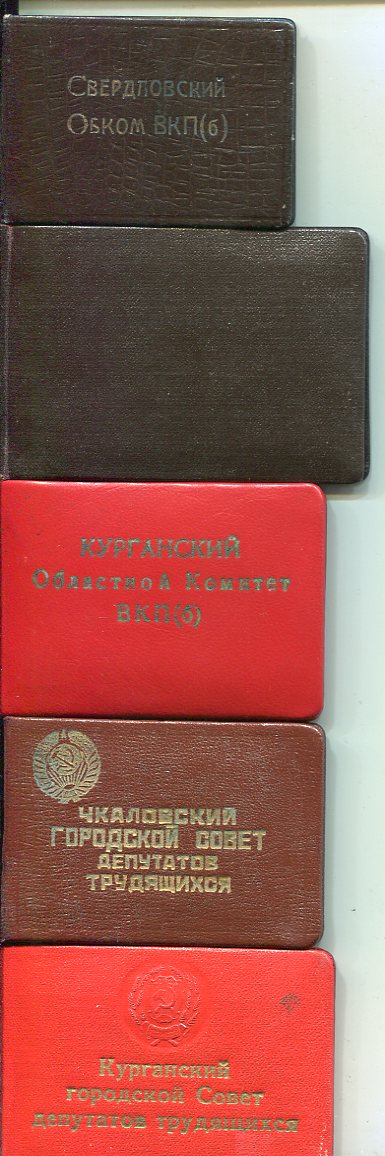 СВЕРДЛОВСКИЙ
ОБКОМ ВКП(б)
КУРГАНСКИЙ
Областной Комитет
ВКП(б)
ЧКАЛОВСКИЙ
ГОРОДСКОЙ СОВЕТ
ДЕПУТАТОВ
ТРУДЯЩИХСЯ
Курганский
городской Совет
депутатов трудящихся